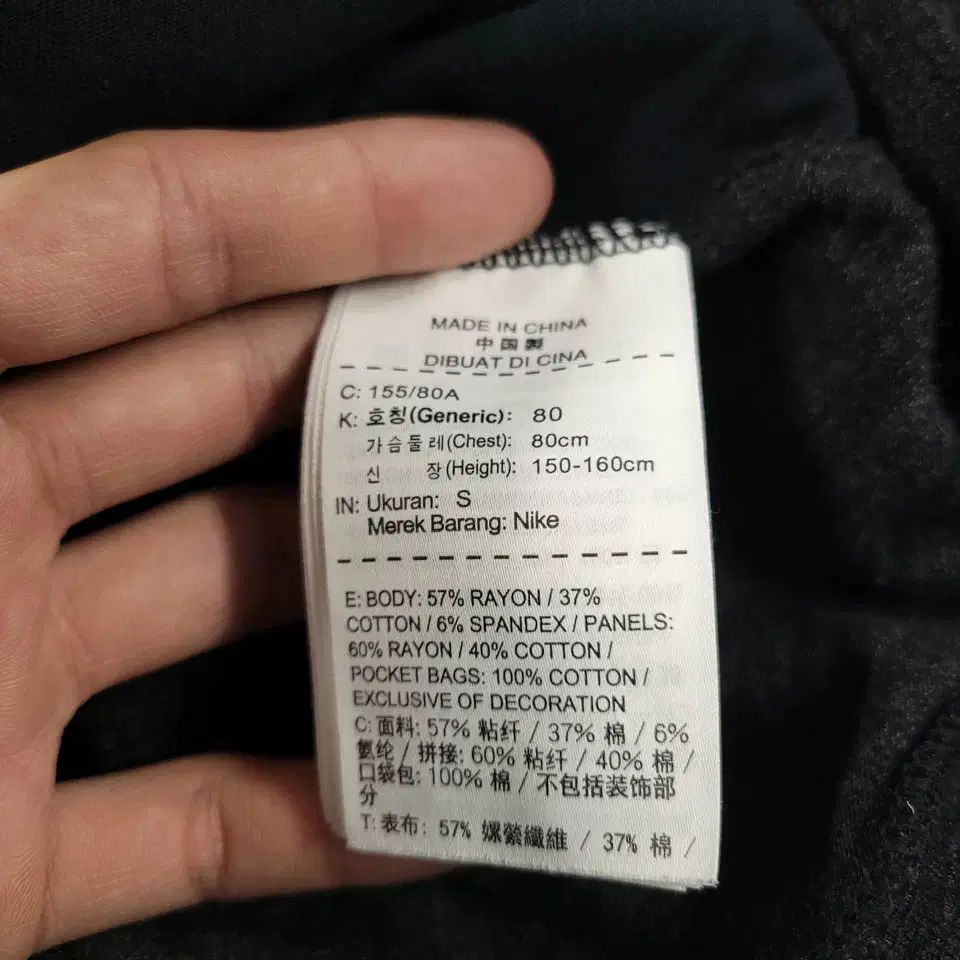 MADE IN CHINA
中国製
DIBUAT DI CINA
C: 155/80A
K: 호칭(Generic): 80
가슴둘레(Chest): 80cm
신 장(Height): 150-160cm
IN: Ukuran: S
Merek Barang: Nike
E: BODY: 57% RAYON / 37%
COTTON / 6% SPANDEX / PANELS:
60% RAYON / 40% COTTON /
POCKET BAGS: 100% COTTON /
EXCLUSIVE OF DECORATION
C: 面料: 57% 粘纤 / 37% 棉 / 6%
氨纶 / 拼接: 60% 粘纤 / 40% 棉 /
口袋包: 100% 棉 / 不包括装饰部
分
T: 表布: 57% 嫘縈纖維 / 37% 棉 /